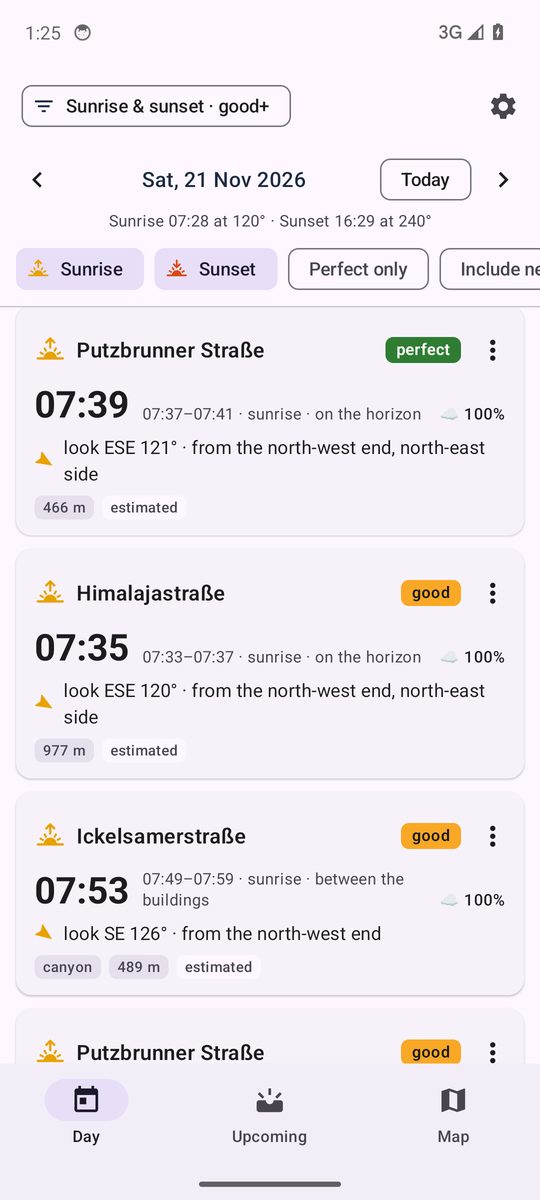 1:25
3G
Sunrise & sunset · good+
Sat, 21 Nov 2026
Today
Sunrise 07:28 at 120° · Sunset 16:29 at 240°
Sunrise
Sunset
Perfect only
Include ne
Putzbrunner Straße
perfect
07:39
07:37–07:41 · sunrise · on the horizon
100%
look ESE 121° · from the north-west end, north-east
side
466 m
estimated
Himalajastraße
good
07:35
07:33–07:37 · sunrise · on the horizon
100%
look ESE 120° · from the north-west end, north-east
side
977 m
estimated
Ickelsamerstraße
good
07:53
07:49–07:59 · sunrise · between the
buildings
100%
look SE 126° · from the north-west end
canyon
489 m
estimated
Putzbrunner Straße
good
Day
Upcoming
Map